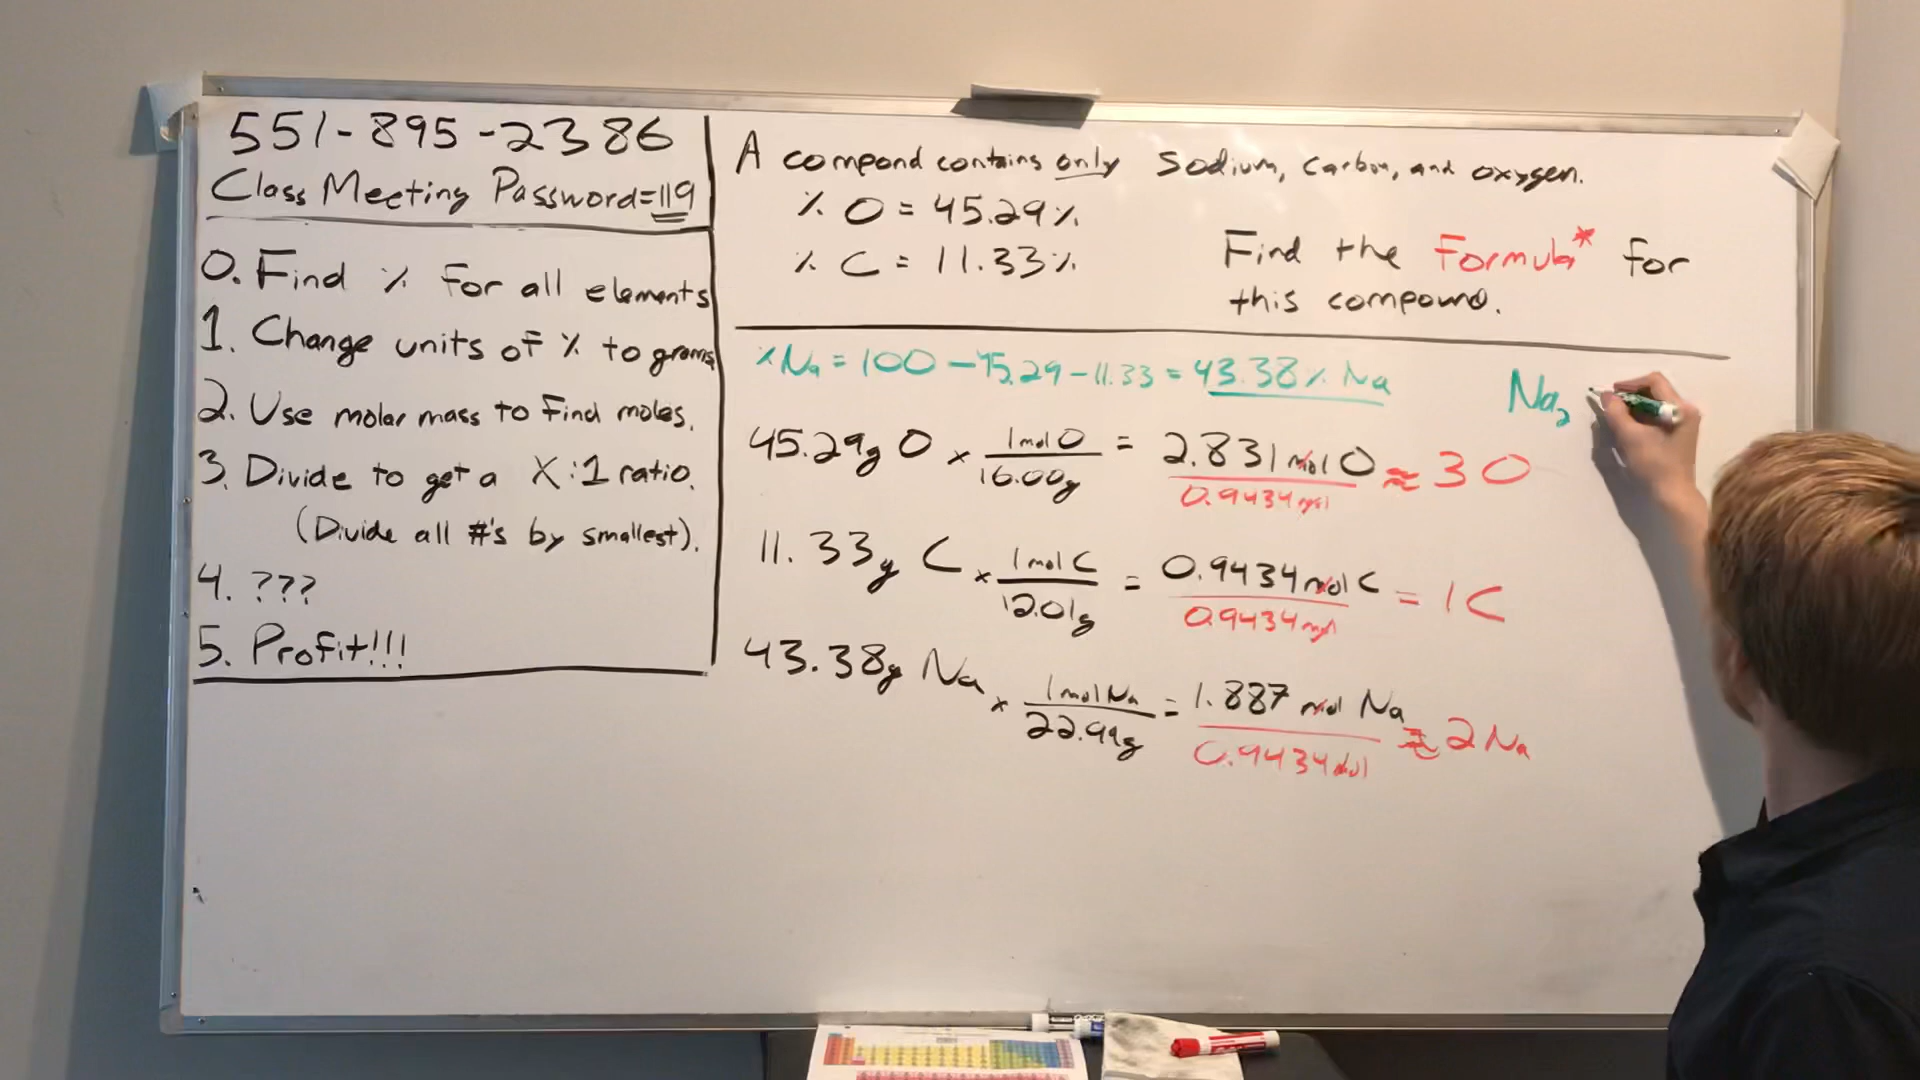 551-895-2386
Class Meeting Password=119
0. Find % for all elements
1. Change units of % to grams
2. Use molar mass to find moles.
3. Divide to get a X:1 ratio.
(Divide all #'s by smallest).
4. ???
5. Profit!!!
A compond contains only Sodium, Carbon, and oxygen.
% O = 45.29%
% C = 11.33%
Find the Formula* for
this compound.
%Na = 100 - 45.29 - 11.33 = 43.38% Na
Na2
45.29g O x 1 mol O / 16.00g = 2.831 mol O / 0.9434 mol ≈ 3 O
11.33g C x 1 mol C / 12.01g = 0.9434 mol C / 0.9434 mol = 1 C
43.38g Na x 1 mol Na / 22.99g = 1.887 mol Na / 0.9434 mol ≈ 2 Na